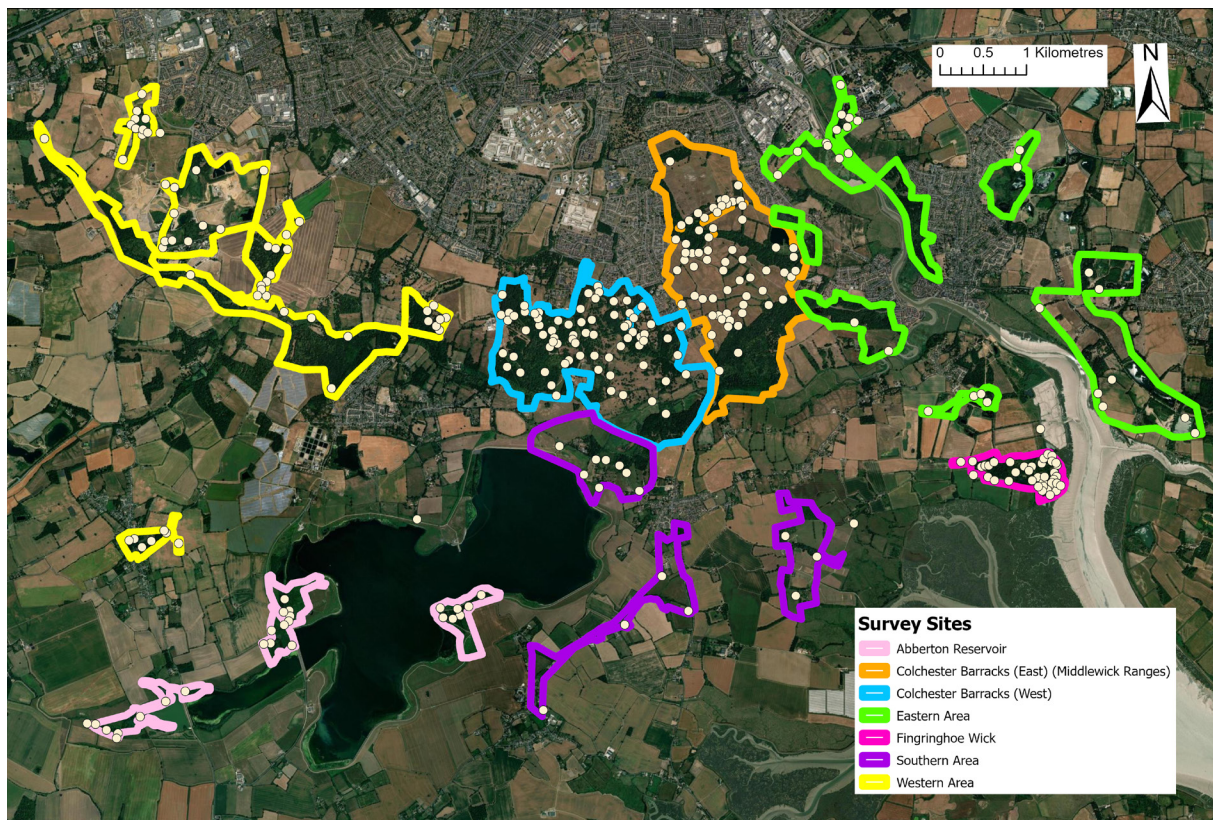 0 0.5 1 Kilometres
N
Survey Sites
Abberton Reservoir
Colchester Barracks (East) (Middlewick Ranges)
Colchester Barracks (West)
Eastern Area
Fingringhoe Wick
Southern Area
Western Area